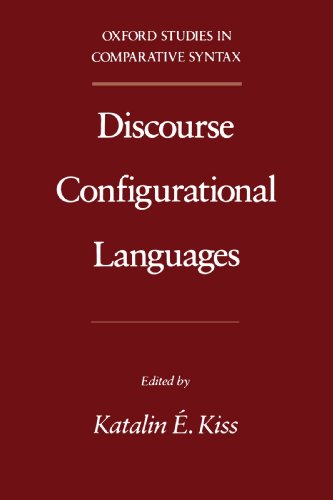 OXFORD STUDIES IN
COMPARATIVE SYNTAX
Discourse
Configurational
Languages
Edited by
Katalin É. Kiss